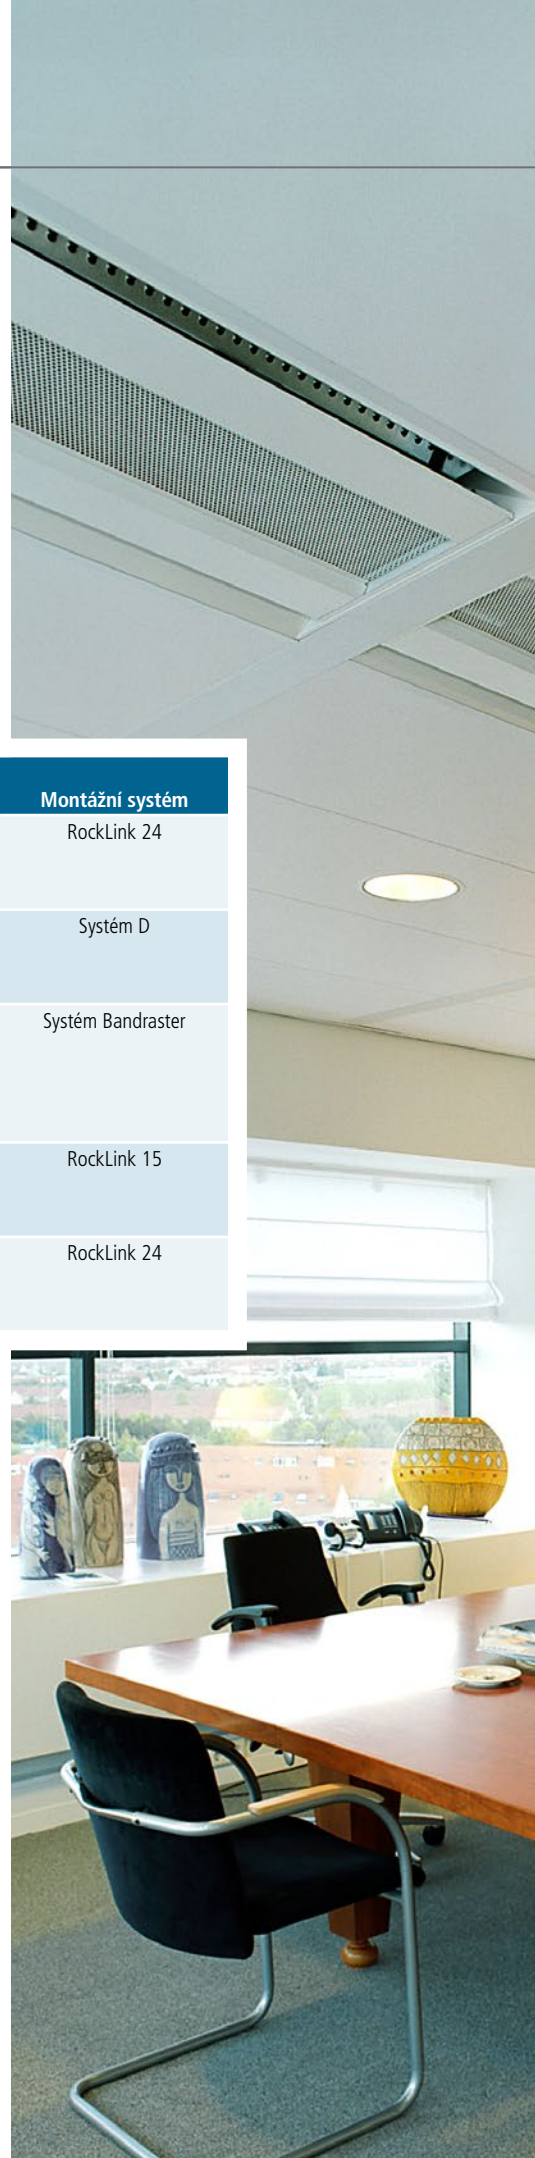 Montážní systém
RockLink 24
Systém D
Systém Bandraster
RockLink 15
RockLink 24